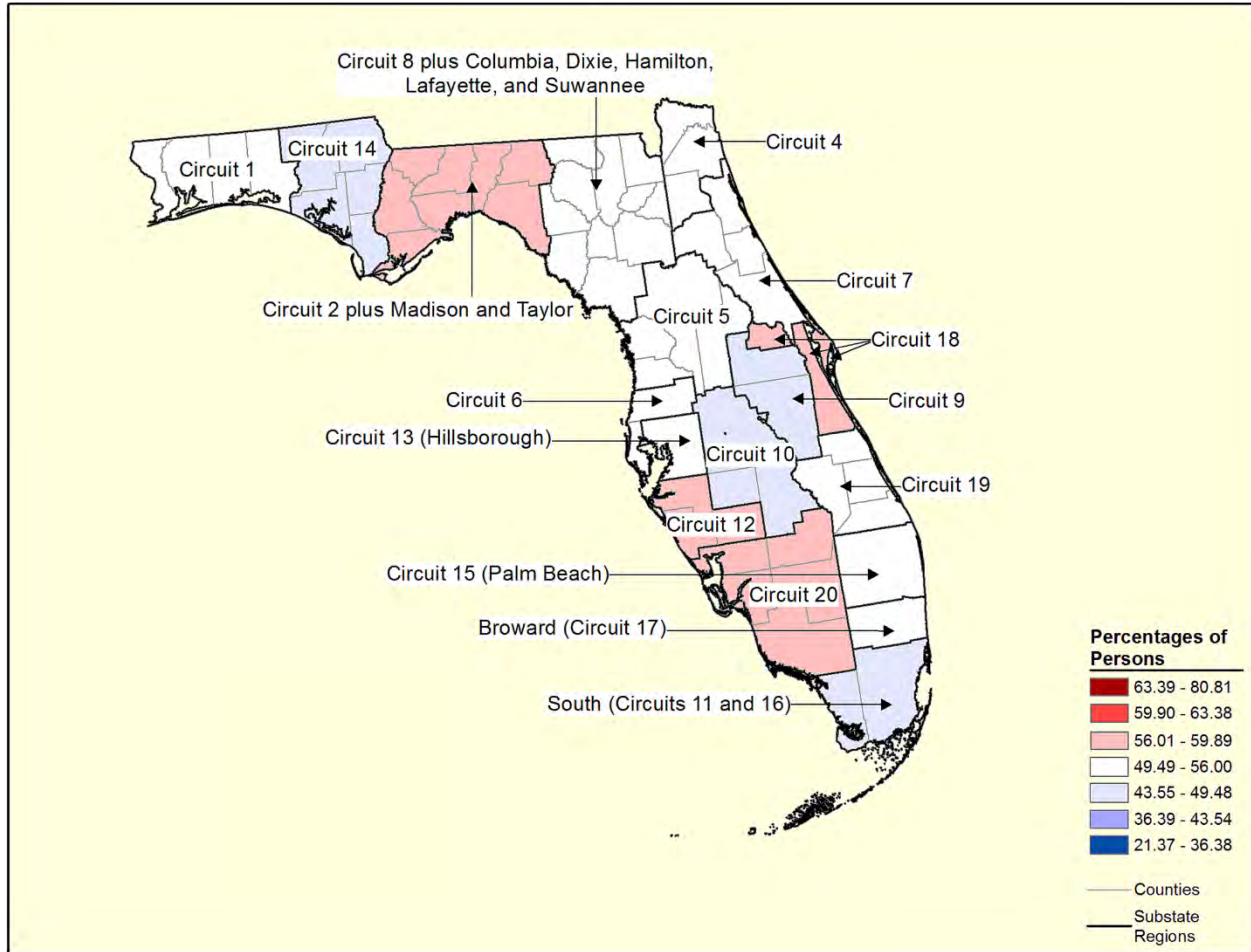 Circuit 8 plus Columbia, Dixie, Hamilton,
Lafayette, and Suwannee
Circuit 4
Circuit 14
Circuit 1
Circuit 7
Circuit 2 plus Madison and Taylor
Circuit 5
Circuit 18
Circuit 6
Circuit 9
Circuit 13 (Hillsborough)
Circuit 10
Circuit 19
Circuit 12
Circuit 15 (Palm Beach)
Circuit 20
Broward (Circuit 17)
South (Circuits 11 and 16)
Percentages of
Persons
63.39 - 80.81
59.90 - 63.38
56.01 - 59.89
49.49 - 56.00
43.55 - 49.48
36.39 - 43.54
21.37 - 36.38
Counties
Substate
Regions